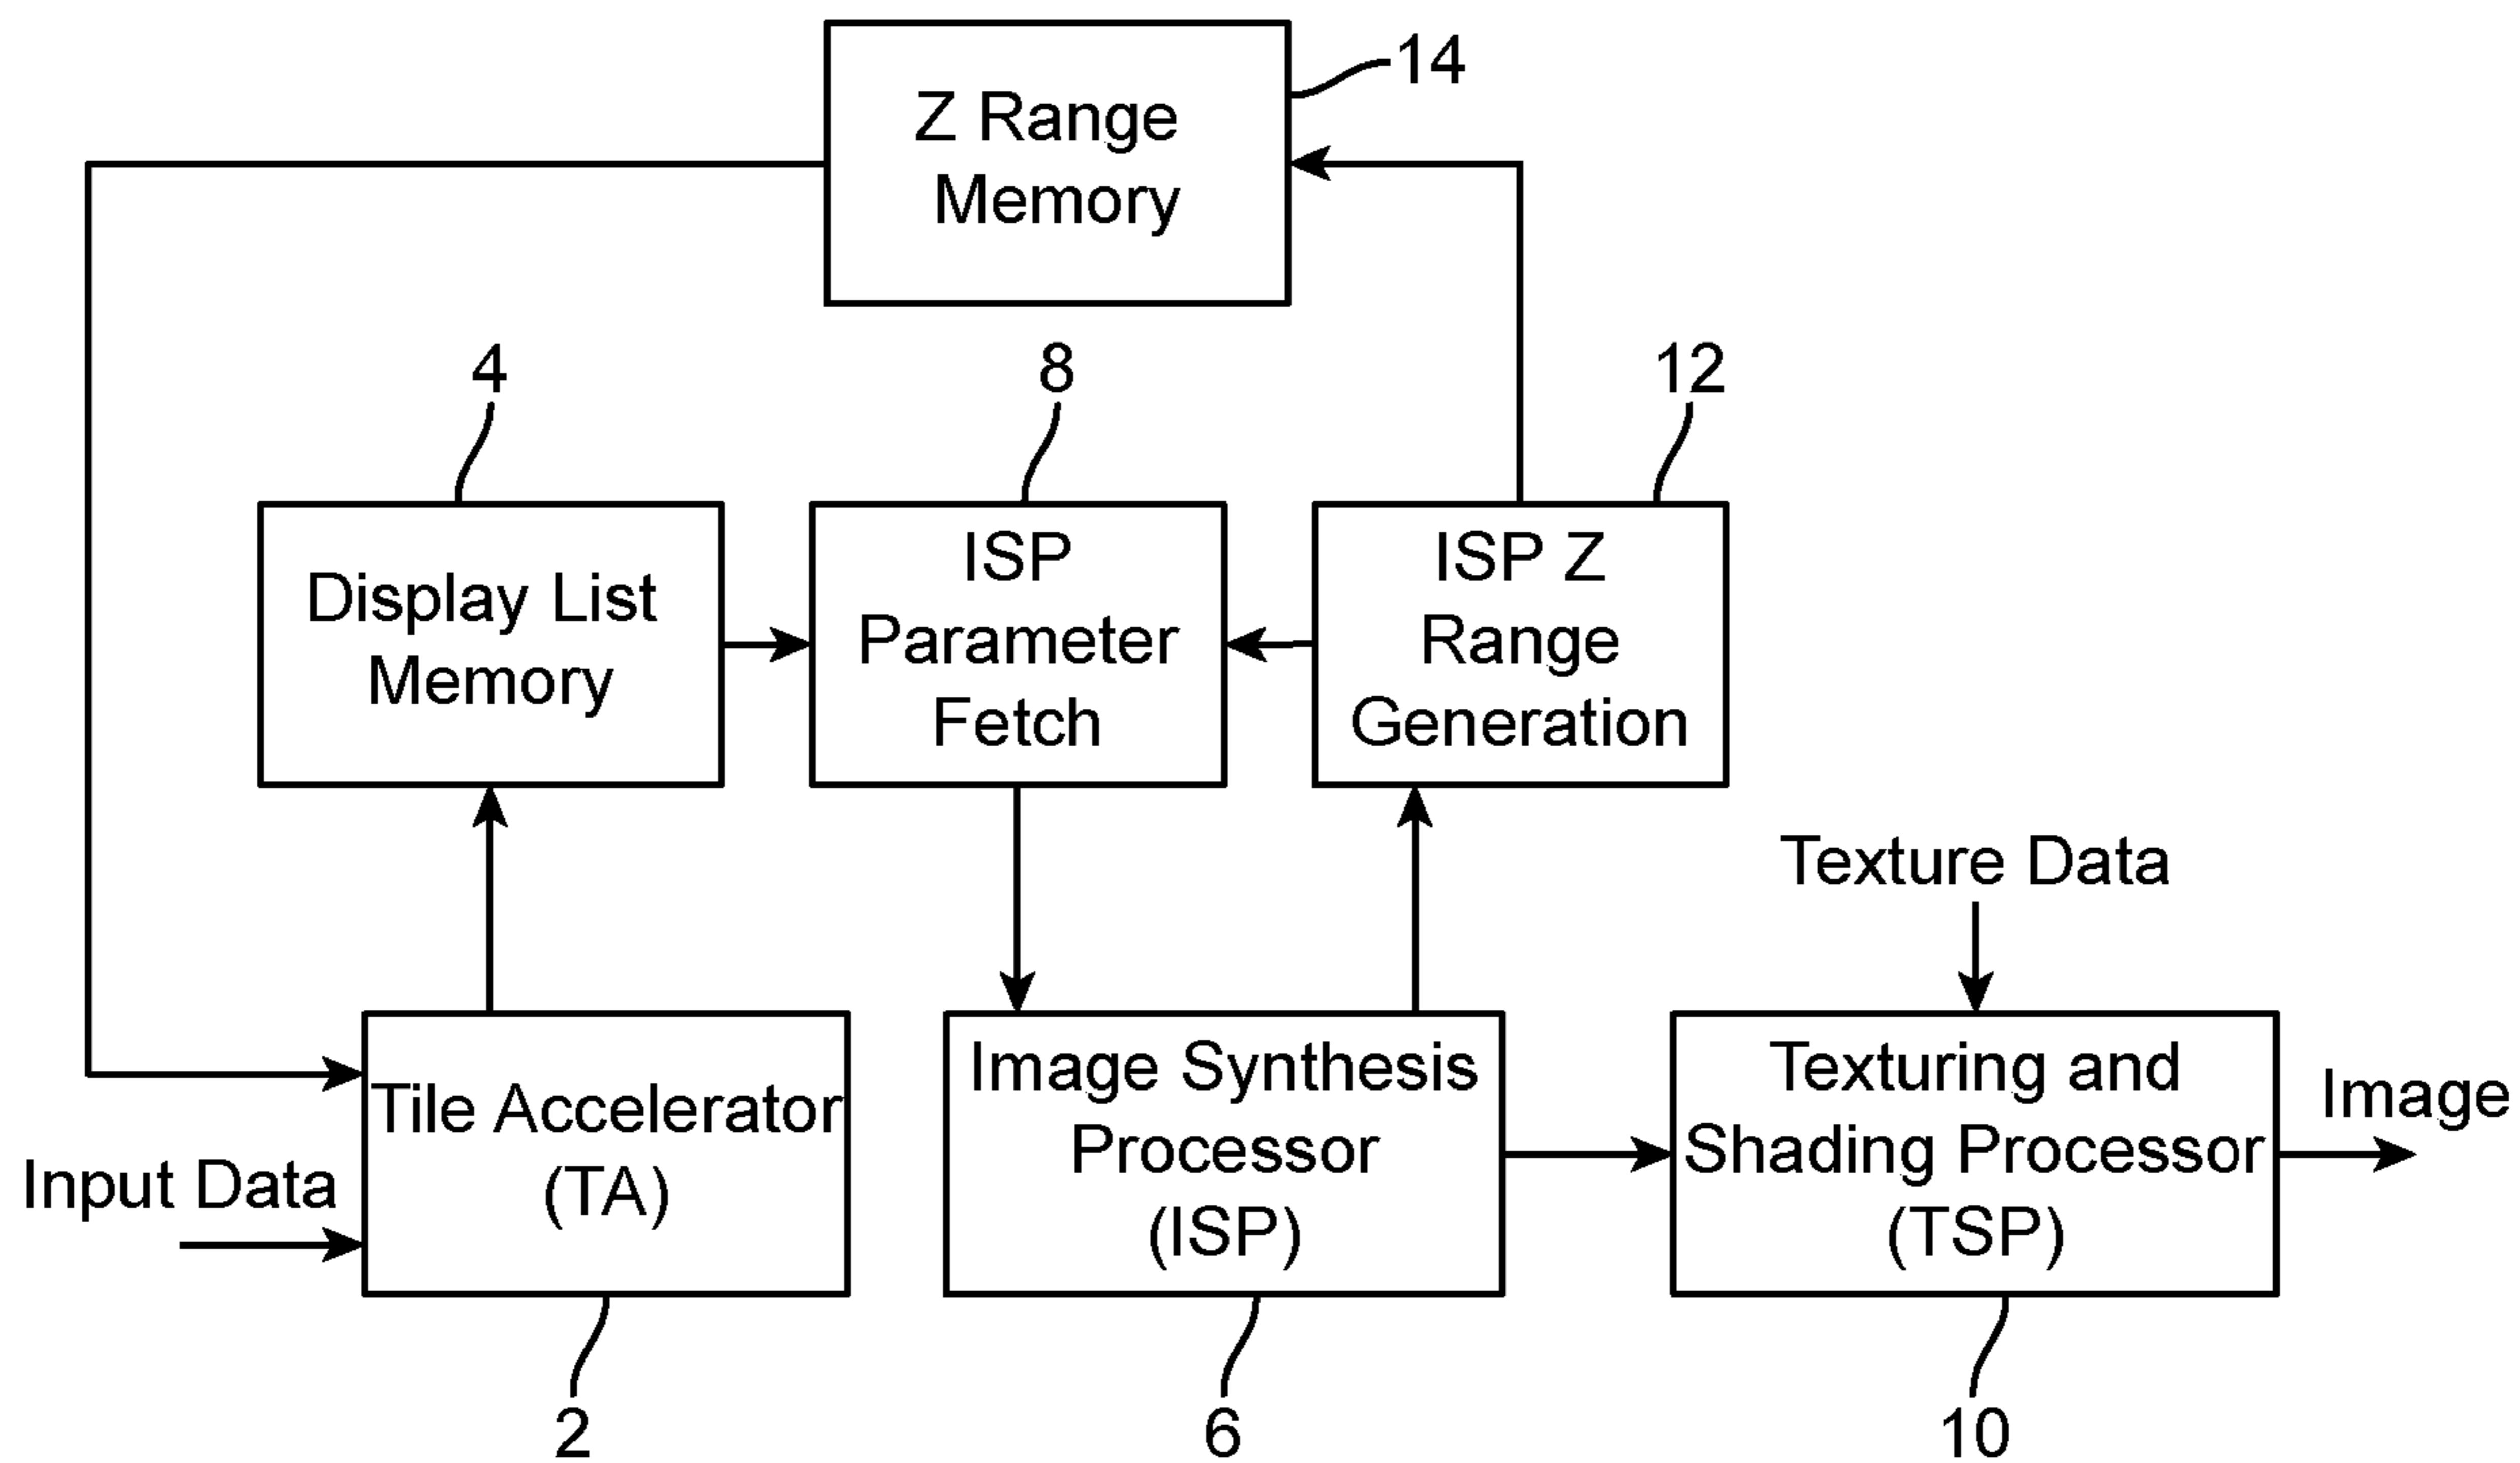 Z Range
Memory
14
4
8
12
Display List
Memory
ISP
Parameter
Fetch
ISP Z
Range
Generation
Texture Data
Input Data
Tile Accelerator
(TA)
Image Synthesis
Processor
(ISP)
Texturing and
Shading Processor
(TSP)
Image
2
6
10